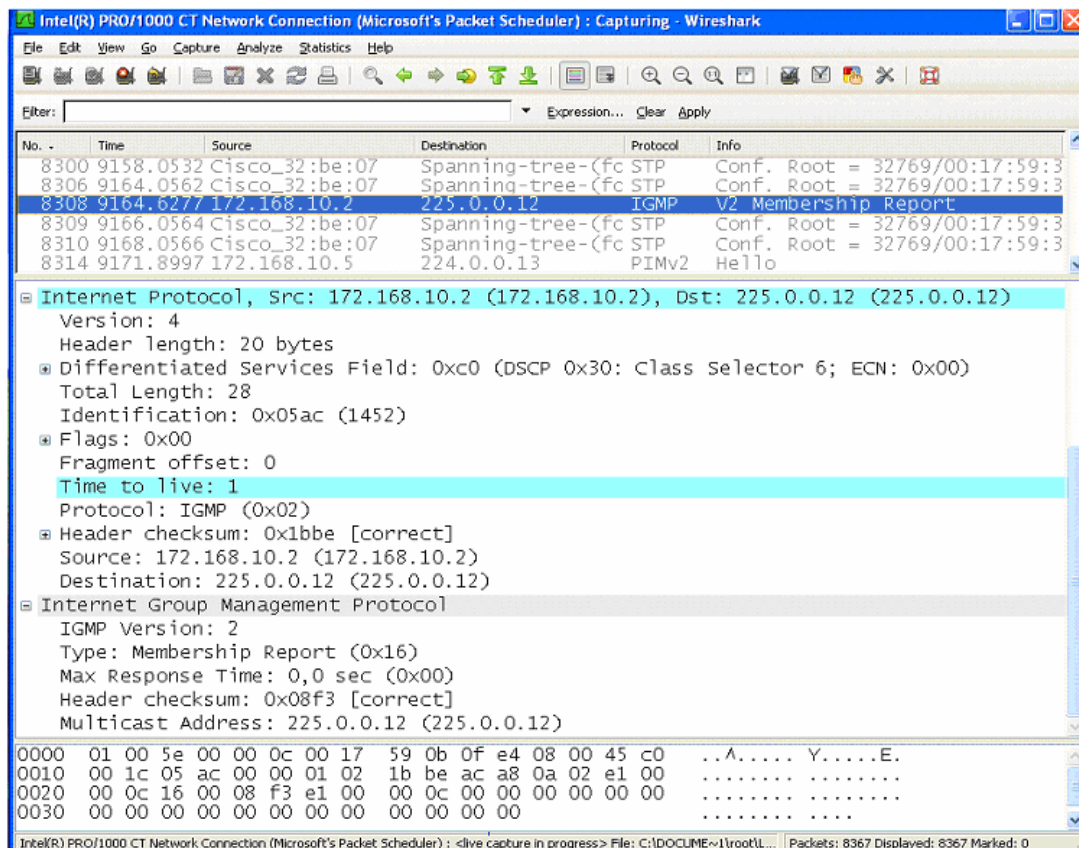 Intel(R) PRO/1000 CT Network Connection (Microsoft's Packet Scheduler) : Capturing - Wireshark
File Edit View Go Capture Analyze Statistics Help
Filter: Expression... Clear Apply
No. - Time Source Destination Protocol Info
8300 9158.0532 Cisco_32:be:07 Spanning-tree-(fo STP Conf. Root = 32769/00:17:59:3
8306 9164.0562 Cisco_32:be:07 Spanning-tree-(fo STP Conf. Root = 32769/00:17:59:3
8308 9164.6277 172.168.10.2 225.0.0.12 IGMP V2 Membership Report
8309 9166.0564 Cisco_32:be:07 Spanning-tree-(fo STP Conf. Root = 32769/00:17:59:3
8310 9168.0566 Cisco_32:be:07 Spanning-tree-(fo STP Conf. Root = 32769/00:17:59:3
8314 9171.8997 172.168.10.5 224.0.0.13 PIMv2 Hello
Internet Protocol, Src: 172.168.10.2 (172.168.10.2), Dst: 225.0.0.12 (225.0.0.12)
Version: 4
Header length: 20 bytes
Differentiated Services Field: 0xc0 (DSCP 0x30: Class Selector 6; ECN: 0x00)
Total Length: 28
Identification: 0x05ac (1452)
Flags: 0x00
Fragment offset: 0
Time to live: 1
Protocol: IGMP (0x02)
Header checksum: 0x1bbe [correct]
Source: 172.168.10.2 (172.168.10.2)
Destination: 225.0.0.12 (225.0.0.12)
Internet Group Management Protocol
IGMP Version: 2
Type: Membership Report (0x16)
Max Response Time: 0,0 sec (0x00)
Header checksum: 0x08f3 [correct]
Multicast Address: 225.0.0.12 (225.0.0.12)
0000 01 00 5e 00 00 0c 00 17 59 0b 0f e4 08 00 45 c0 ..^..... Y.....E.
0010 00 1c 05 ac 00 00 01 02 1b be ac a8 0a 02 e1 00 ........ ........
0020 00 0c 16 00 08 f3 e1 00 00 0c 00 00 00 00 00 00 ........ ........
0030 00 00 00 00 00 00 00 00 00 00 00 00 ........ ....
Intel(R) PRO/1000 CT Network Connection (Microsoft's Packet Scheduler) : <live capture in progress> File: C:\DOCUME~1\root\L... Packets: 8367 Displayed: 8367 Marked: 0